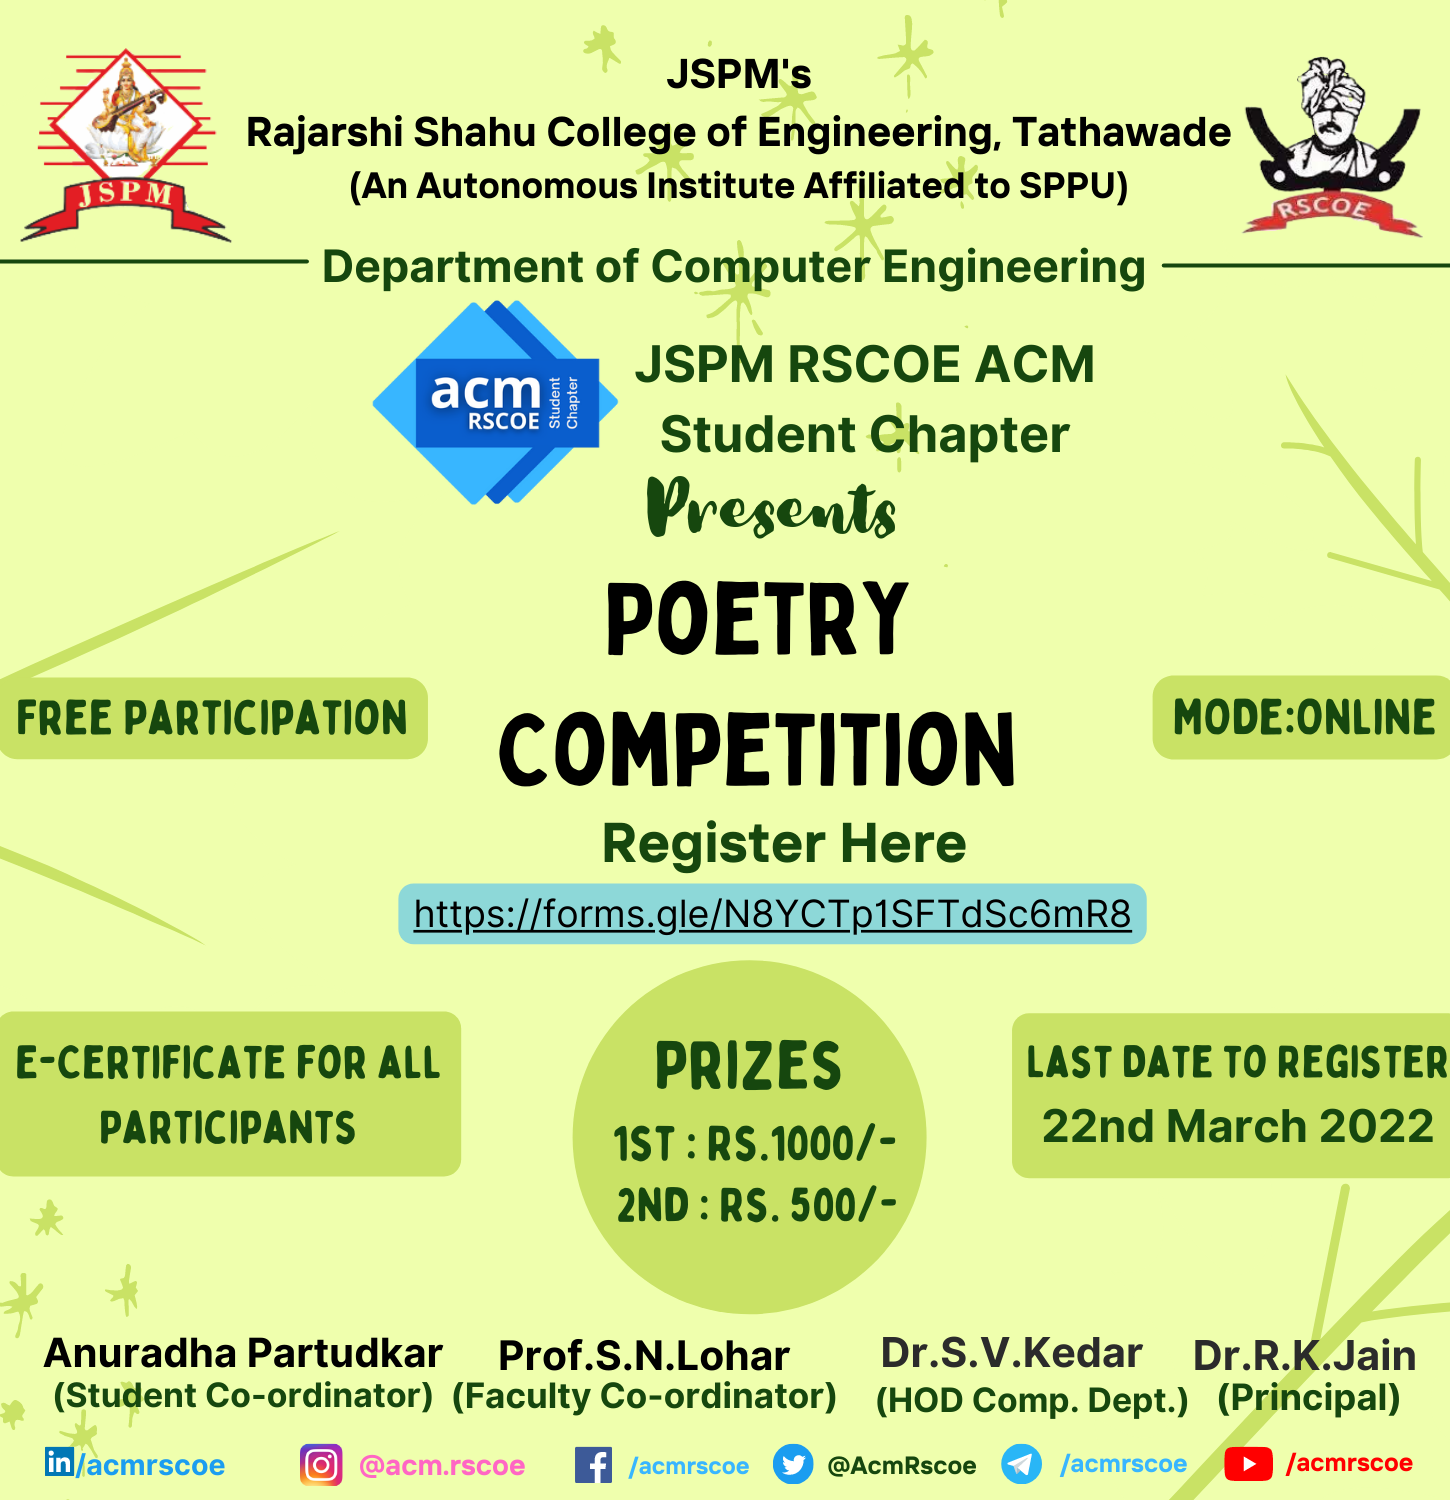 JSPM's
Rajarshi Shahu College of Engineering, Tathawade
(An Autonomous Institute Affiliated to SPPU)
JSPM
RSCOE
Department of Computer Engineering
acm
RSCOE
Student
Chapter
JSPM RSCOE ACM
Student Chapter
Presents
POETRY
COMPETITION
FREE PARTICIPATION
MODE:ONLINE
Register Here
https://forms.gle/N8YCTp1SFTdSc6mR8
E-CERTIFICATE FOR ALL
PARTICIPANTS
PRIZES
1ST : RS.1000/-
2ND : RS. 500/-
LAST DATE TO REGISTER
22nd March 2022
Anuradha Partudkar
(Student Co-ordinator)
Prof.S.N.Lohar
(Faculty Co-ordinator)
Dr.S.V.Kedar
(HOD Comp. Dept.)
Dr.R.K.Jain
(Principal)
in/acmrscoe
@acm.rscoe
/acmrscoe
@AcmRscoe
/acmrscoe
/acmrscoe